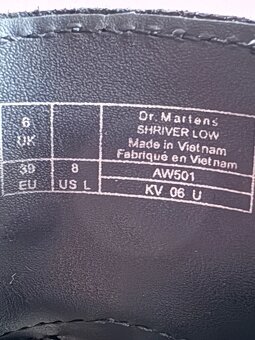 6
UK
39
EU
8
US L
Dr. Martens
SHRIVER LOW
Made in Vietnam
Fabriqué en Vietnam
AW501
KV 06 U